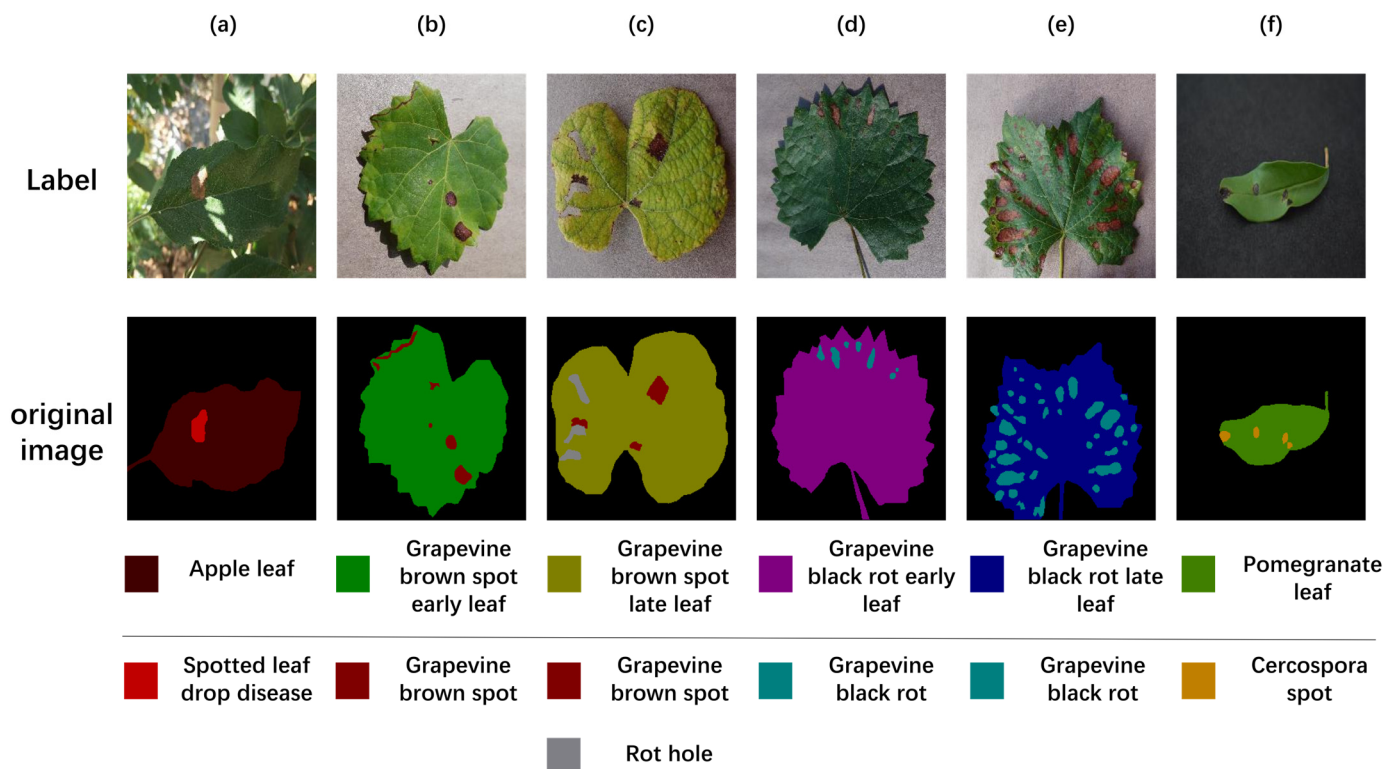 (a) (b) (c) (d) (e) (f)
Label
original
image
Apple leaf
Grapevine
brown spot
early leaf
Grapevine
brown spot
late leaf
Grapevine
black rot early
leaf
Grapevine
black rot late
leaf
Pomegranate
leaf
Spotted leaf
drop disease
Grapevine
brown spot
Grapevine
brown spot
Grapevine
black rot
Grapevine
black rot
Cercospora
spot
Rot hole